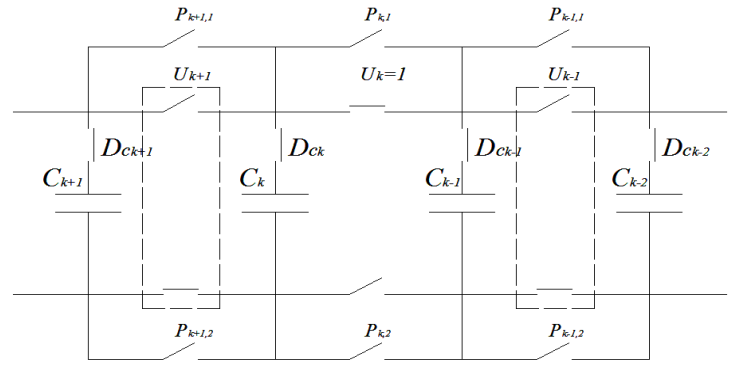 Pk+1,1 Pk,1 Pk-1,1
Uk+1 Uk=1 Uk-1
Dck+1 Dck Dck-1 Dck-2
Ck+1 Ck Ck-1 Ck-2
Pk+1,2 Pk,2 Pk-1,2